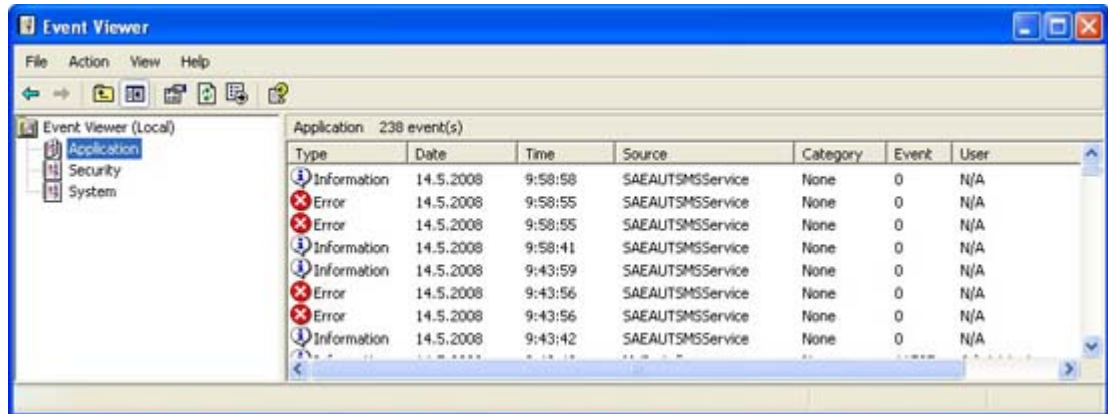 Event Viewer
File Action View Help
Event Viewer (Local)
Application
Security
System
Application 238 event(s)
Type Date Time Source Category Event User
Information 14.5.2008 9:58:58 SAEAUTSMSService None 0 N/A
Error 14.5.2008 9:58:55 SAEAUTSMSService None 0 N/A
Error 14.5.2008 9:58:55 SAEAUTSMSService None 0 N/A
Information 14.5.2008 9:58:41 SAEAUTSMSService None 0 N/A
Information 14.5.2008 9:43:59 SAEAUTSMSService None 0 N/A
Error 14.5.2008 9:43:56 SAEAUTSMSService None 0 N/A
Error 14.5.2008 9:43:56 SAEAUTSMSService None 0 N/A
Information 14.5.2008 9:43:42 SAEAUTSMSService None 0 N/A